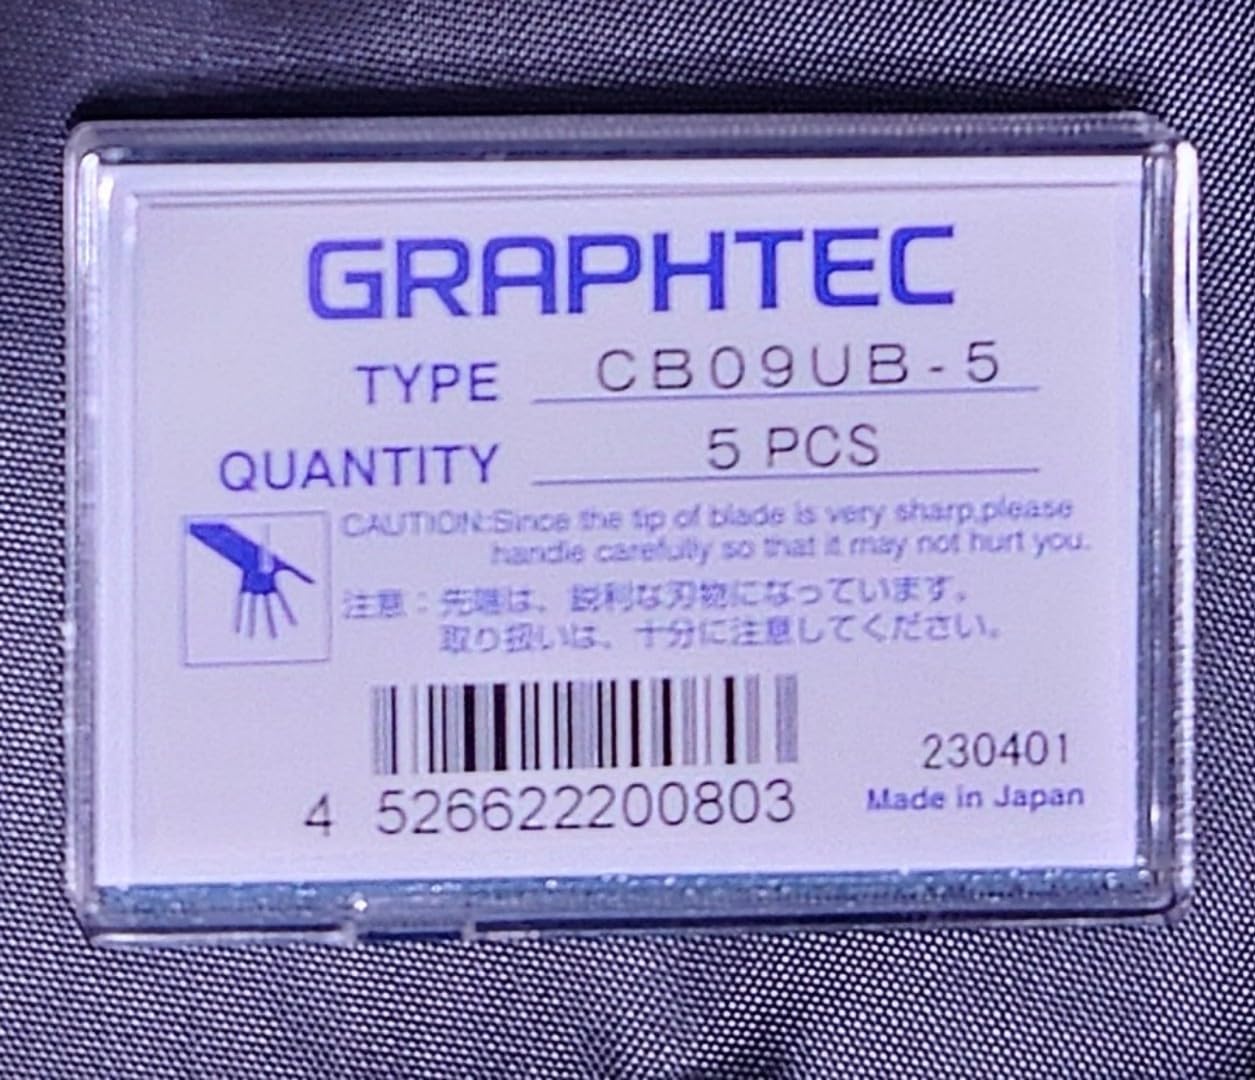 GRAPHTEC
TYPE CB09UB-5
QUANTITY 5 PCS
CAUTION:Since the tip of blade is very sharp,please
handle carefully so that it may not hurt you.
注意：先端は、鋭利な刃物になっています。
取り扱いは、十分に注意してください。
230401
4 526622200803
Made in Japan